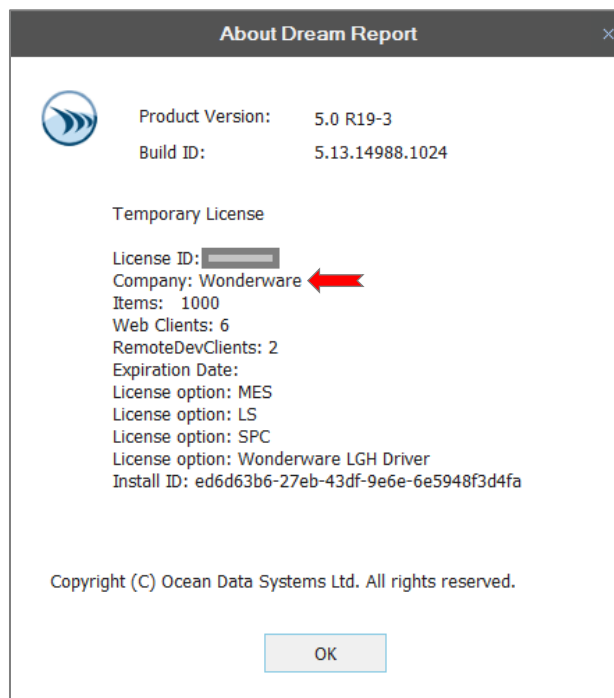 About Dream Report
Product Version: 5.0 R19-3
Build ID: 5.13.14988.1024
Temporary License
License ID:
Company: Wonderware
Items: 1000
Web Clients: 6
RemoteDevClients: 2
Expiration Date:
License option: MES
License option: LS
License option: SPC
License option: Wonderware LGH Driver
Install ID: ed6d63b6-27eb-43df-9e6e-6e5948f3d4fa
Copyright (C) Ocean Data Systems Ltd. All rights reserved.
OK